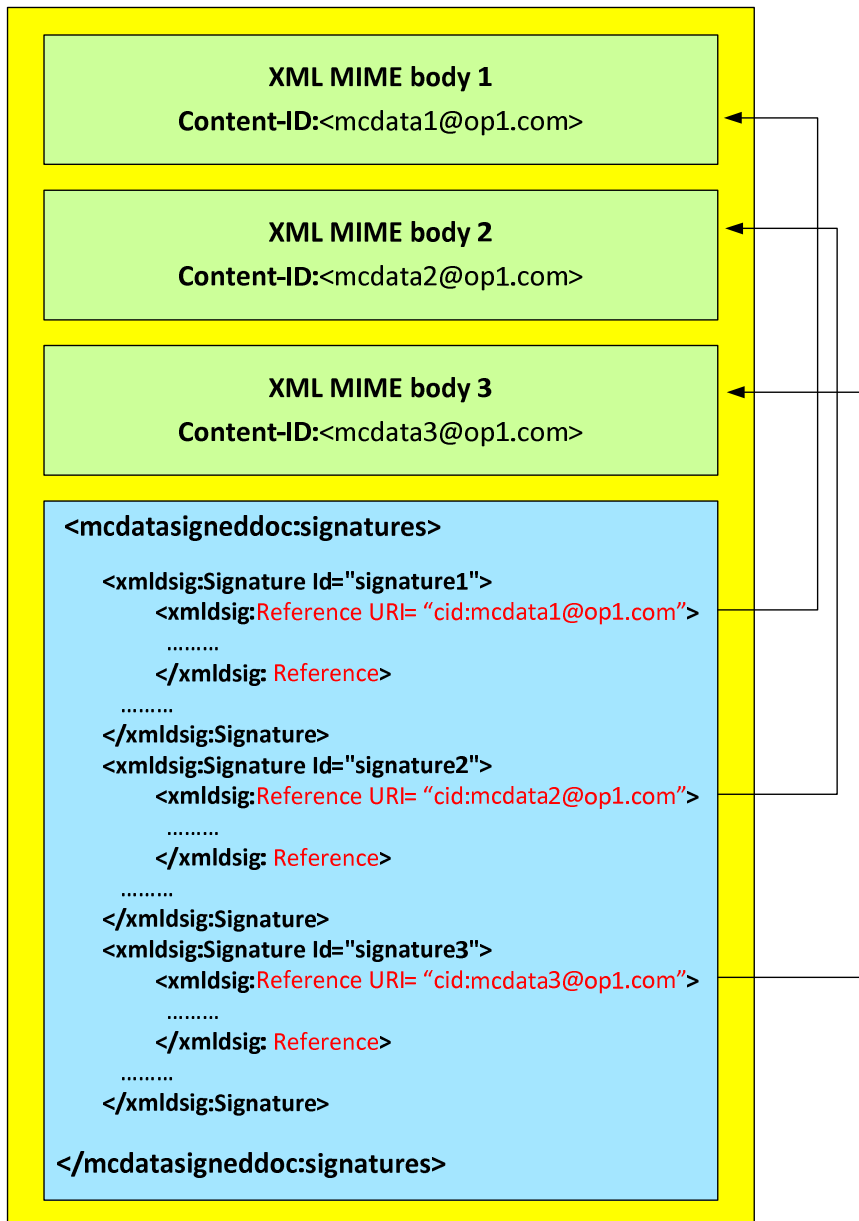 XML MIME body 1
Content-ID:<mcdata1@op1.com>
XML MIME body 2
Content-ID:<mcdata2@op1.com>
XML MIME body 3
Content-ID:<mcdata3@op1.com>
<mcdatasigneddoc:signatures>
<xmldsig:Signature Id="signature1">
<xmldsig:Reference URI= “cid:mcdata1@op1.com”>
.........
</xmldsig: Reference>
.........
</xmldsig:Signature>
<xmldsig:Signature Id="signature2">
<xmldsig:Reference URI= “cid:mcdata2@op1.com”>
.........
</xmldsig: Reference>
.........
</xmldsig:Signature>
<xmldsig:Signature Id="signature3">
<xmldsig:Reference URI= “cid:mcdata3@op1.com”>
.........
</xmldsig: Reference>
.........
</xmldsig:Signature>
</mcdatasigneddoc:signatures>